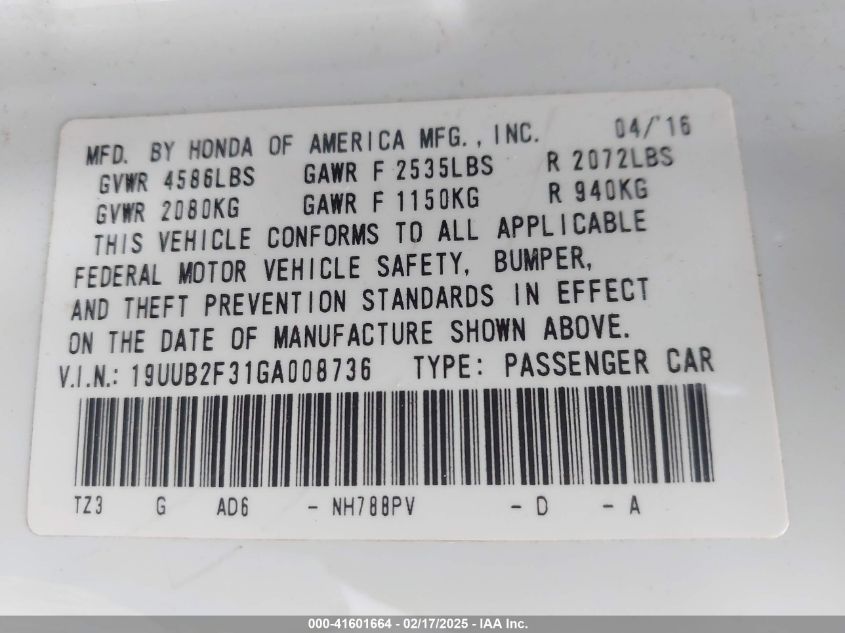 MFD. BY HONDA OF AMERICA MFG., INC. 04/16
GVWR 4586LBS GAWR F 2535LBS R 2072LBS
GVWR 2080KG GAWR F 1150KG R 940KG
THIS VEHICLE CONFORMS TO ALL APPLICABLE
FEDERAL MOTOR VEHICLE SAFETY, BUMPER,
AND THEFT PREVENTION STANDARDS IN EFFECT
ON THE DATE OF MANUFACTURE SHOWN ABOVE.
V.I.N.: 19UUB2F31GA008736 TYPE: PASSENGER CAR
TZ3 G AD6 - NH788PV - D - A
000-41601664 - 02/17/2025 - IAA Inc.